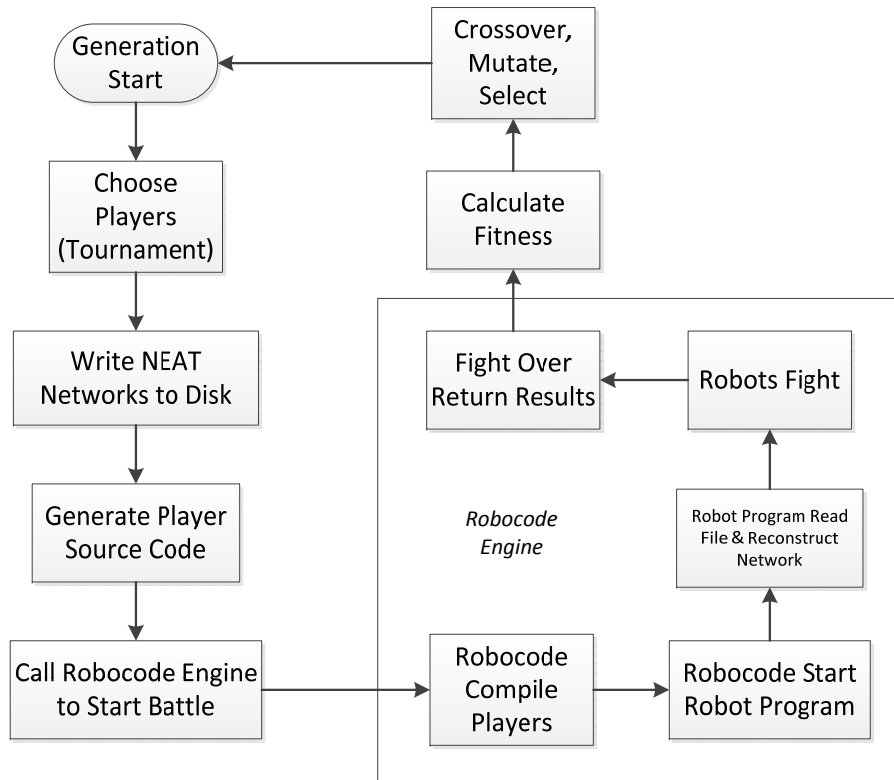 Generation
Start
Choose
Players
(Tournament)
Write NEAT
Networks to Disk
Generate Player
Source Code
Call Robocode Engine
to Start Battle
Robocode
Compile
Players
Robocode Start
Robot Program
Robot Program Read
File & Reconstruct
Network
Robots Fight
Fight Over
Return Results
Robocode
Engine
Calculate
Fitness
Crossover,
Mutate,
Select